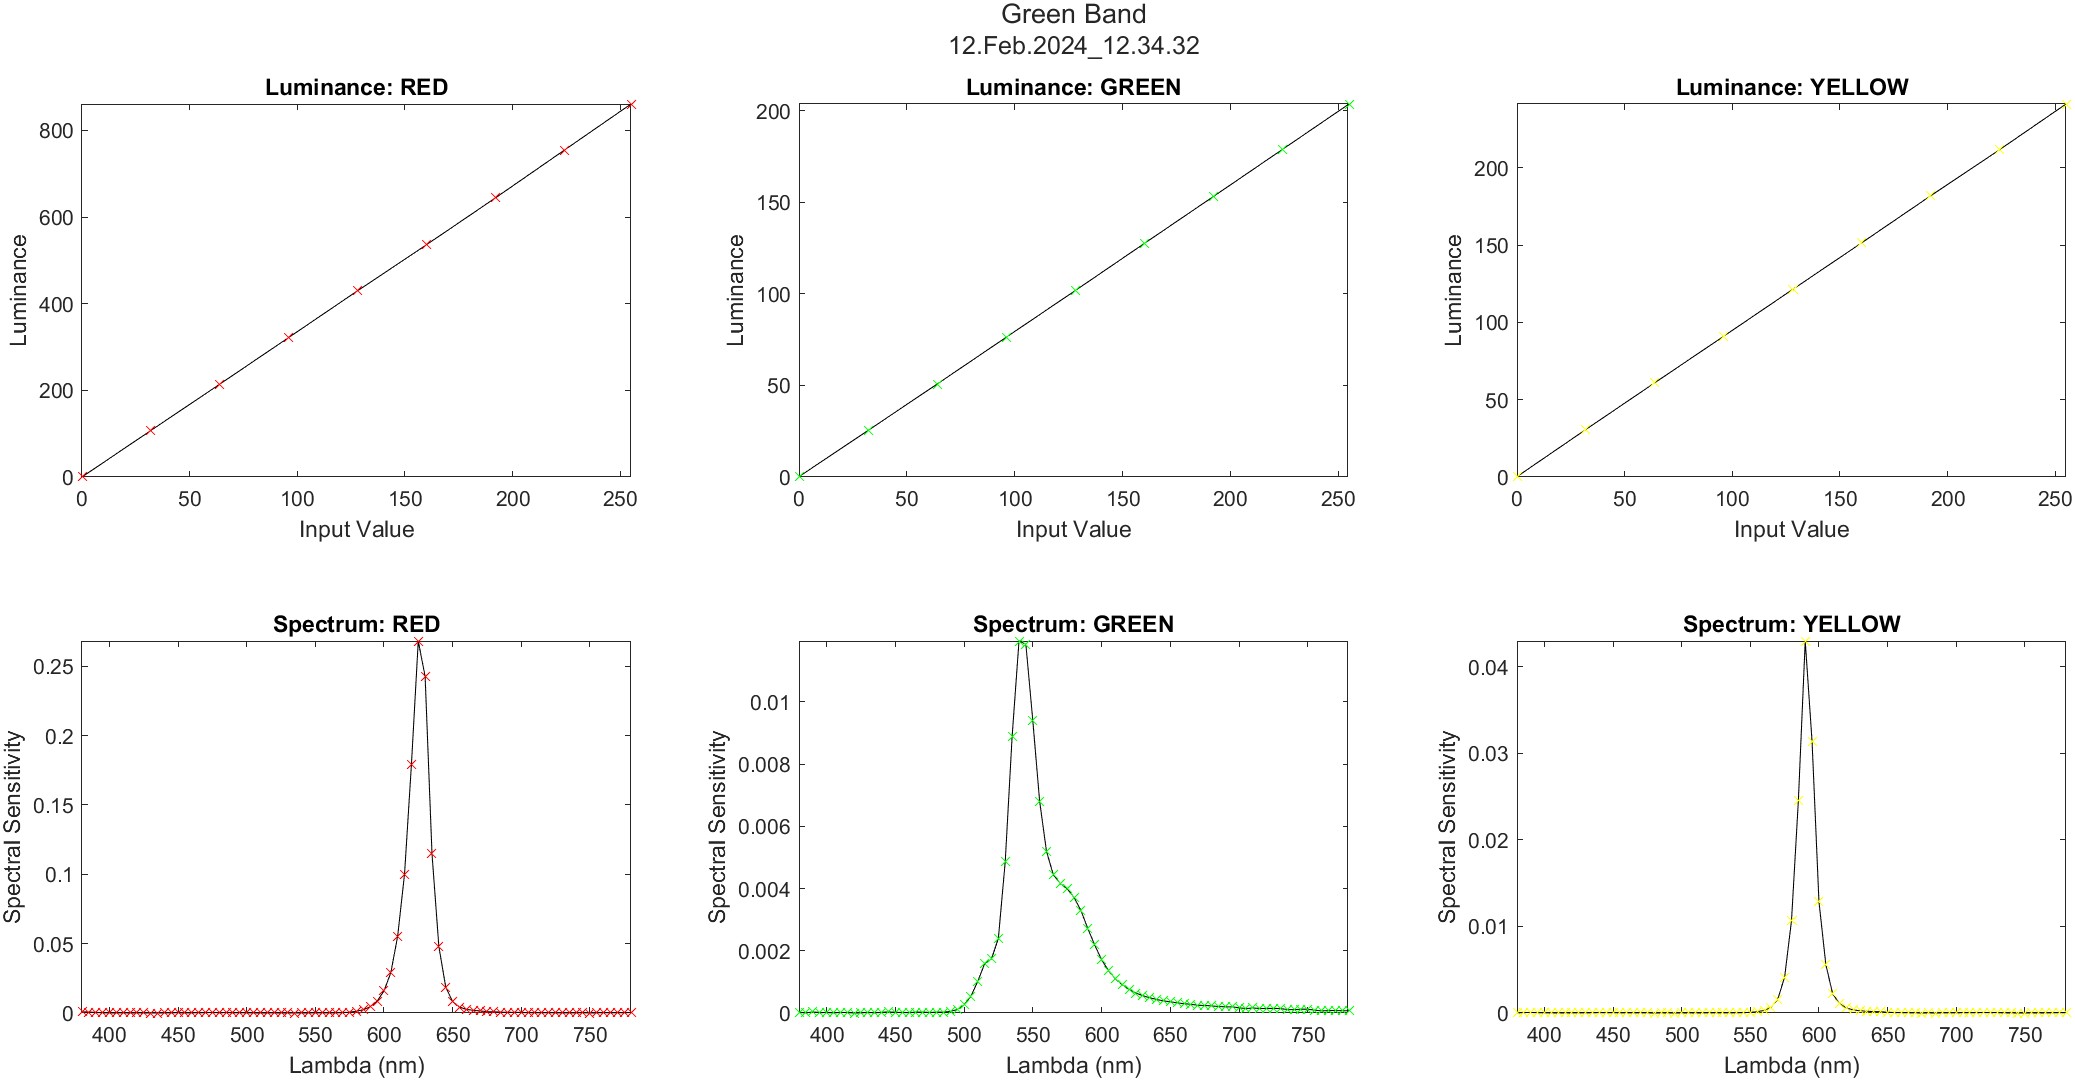 Green Band
12.Feb.2024_12.34.32
Luminance: RED
Luminance
800
600
400
200
0
0 50 100 150 200 250
Input Value
Luminance: GREEN
Luminance
200
150
100
50
0
0 50 100 150 200 250
Input Value
Luminance: YELLOW
Luminance
200
150
100
50
0
0 50 100 150 200 250
Input Value
Spectrum: RED
Spectral Sensitivity
0.25
0.2
0.15
0.1
0.05
0
400 450 500 550 600 650 700 750
Lambda (nm)
Spectrum: GREEN
Spectral Sensitivity
0.01
0.008
0.006
0.004
0.002
0
400 450 500 550 600 650 700 750
Lambda (nm)
Spectrum: YELLOW
Spectral Sensitivity
0.04
0.03
0.02
0.01
0
400 450 500 550 600 650 700 750
Lambda (nm)